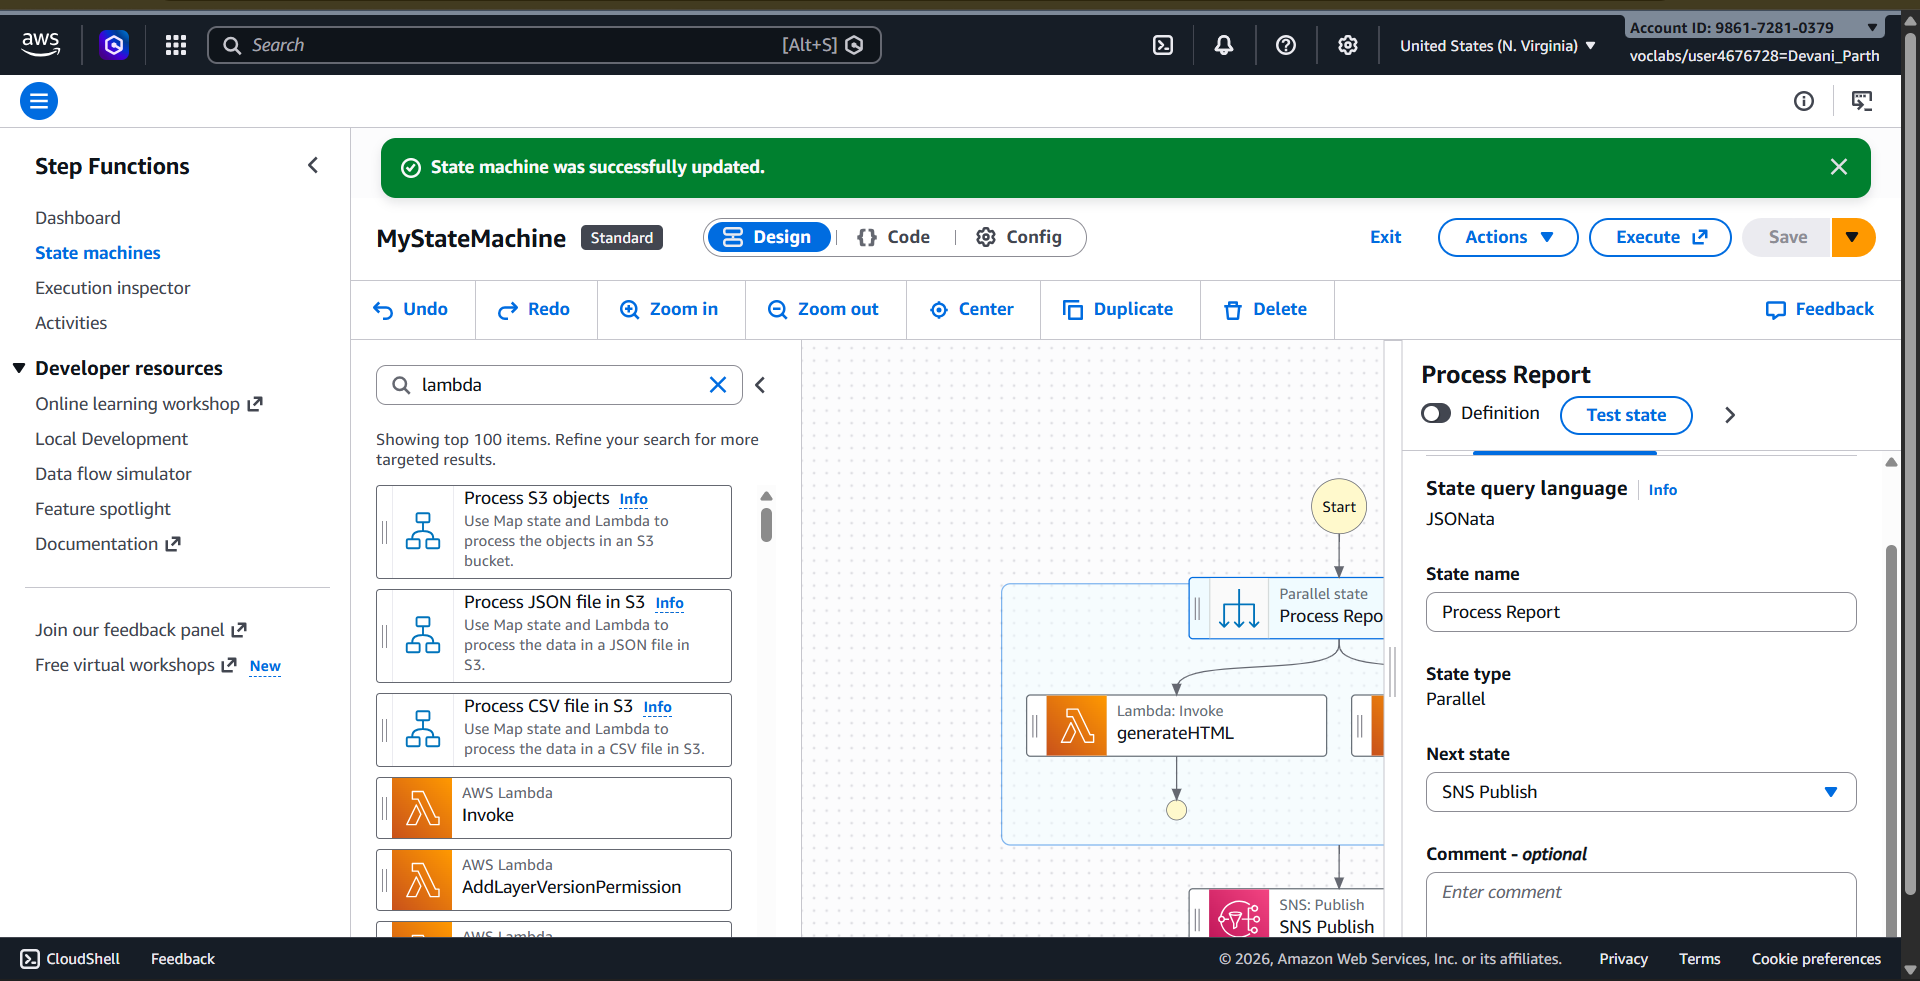 aws
Search
[Alt+S]
United States (N. Virginia)
Account ID: 9861-7281-0379
voclabs/user4676728=Devani_Parth
Step Functions
Dashboard
State machines
Execution inspector
Activities
Developer resources
Online learning workshop
Local Development
Data flow simulator
Feature spotlight
Documentation
Join our feedback panel
Free virtual workshops New
State machine was successfully updated.
MyStateMachine Standard
Design
{} Code
Config
Exit
Actions
Execute
Save
Undo
Redo
Zoom in
Zoom out
Center
Duplicate
Delete
Feedback
lambda
Showing top 100 items. Refine your search for more
targeted results.
Process S3 objects Info
Use Map state and Lambda to
process the objects in an S3
bucket.
Process JSON file in S3 Info
Use Map state and Lambda to
process the data in a JSON file in
S3.
Process CSV file in S3 Info
Use Map state and Lambda to
process the data in a CSV file in S3.
AWS Lambda
Invoke
AWS Lambda
AddLayerVersionPermission
AWS Lambda
Start
Parallel state
Process Repo
Lambda: Invoke
generateHTML
SNS: Publish
SNS Publish
Process Report
Definition
Test state
State query language Info
JSONata
State name
Process Report
State type
Parallel
Next state
SNS Publish
Comment - optional
Enter comment
CloudShell
Feedback
© 2026, Amazon Web Services, Inc. or its affiliates.
Privacy
Terms
Cookie preferences